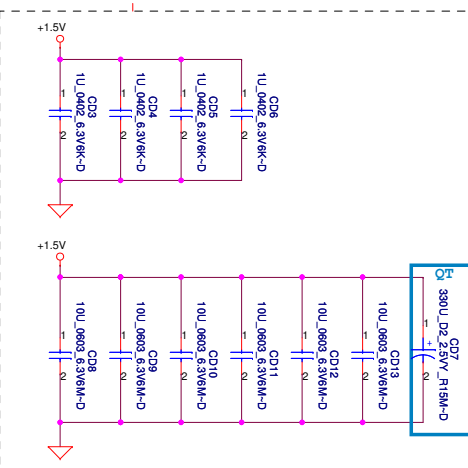 +1.5V
1
2
CD3
1U_0402_6.3V6K~D
1
2
CD4
1U_0402_6.3V6K~D
1
2
CD5
1U_0402_6.3V6K~D
1
2
CD6
1U_0402_6.3V6K~D
+1.5V
1
2
CD8
10U_0603_6.3V6M~D
1
2
CD9
10U_0603_6.3V6M~D
1
2
CD10
10U_0603_6.3V6M~D
1
2
CD11
10U_0603_6.3V6M~D
1
2
CD12
10U_0603_6.3V6M~D
1
2
CD13
10U_0603_6.3V6M~D
QT
1
+
2
CD7
330U_D2_2.5VY_R15M~D